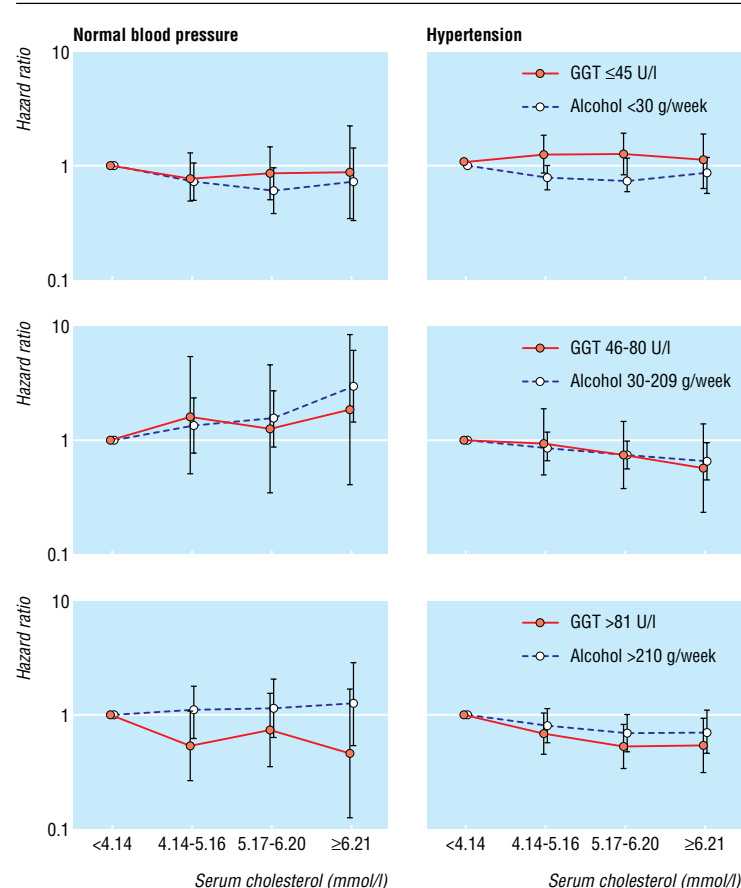 Normal blood pressure
Hypertension
Hazard ratio
10
1
0.1
GGT ≤45 U/l
Alcohol <30 g/week
Hazard ratio
10
1
0.1
GGT 46-80 U/l
Alcohol 30-209 g/week
Hazard ratio
10
1
0.1
GGT >81 U/l
Alcohol >210 g/week
<4.14 4.14-5.16 5.17-6.20 ≥6.21
<4.14 4.14-5.16 5.17-6.20 ≥6.21
Serum cholesterol (mmol/l)
Serum cholesterol (mmol/l)